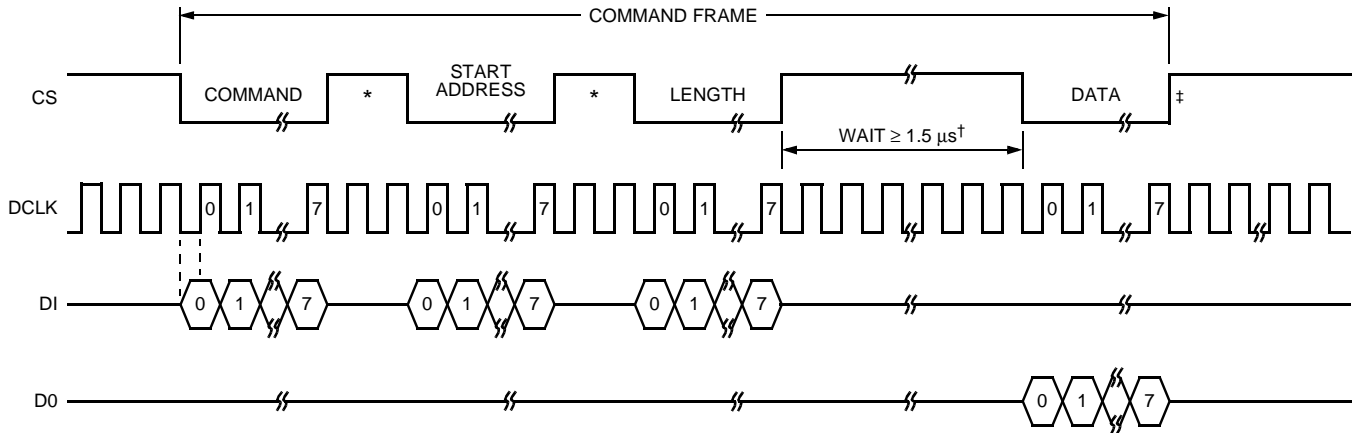 COMMAND FRAME
CS
COMMAND
*
START
ADDRESS
*
LENGTH
DATA
‡
WAIT ≥ 1.5 µs†
DCLK
0 1 7 0 1 7 0 1 7 0 1 7
DI
0 1 7 0 1 7 0 1 7
D0
0 1 7